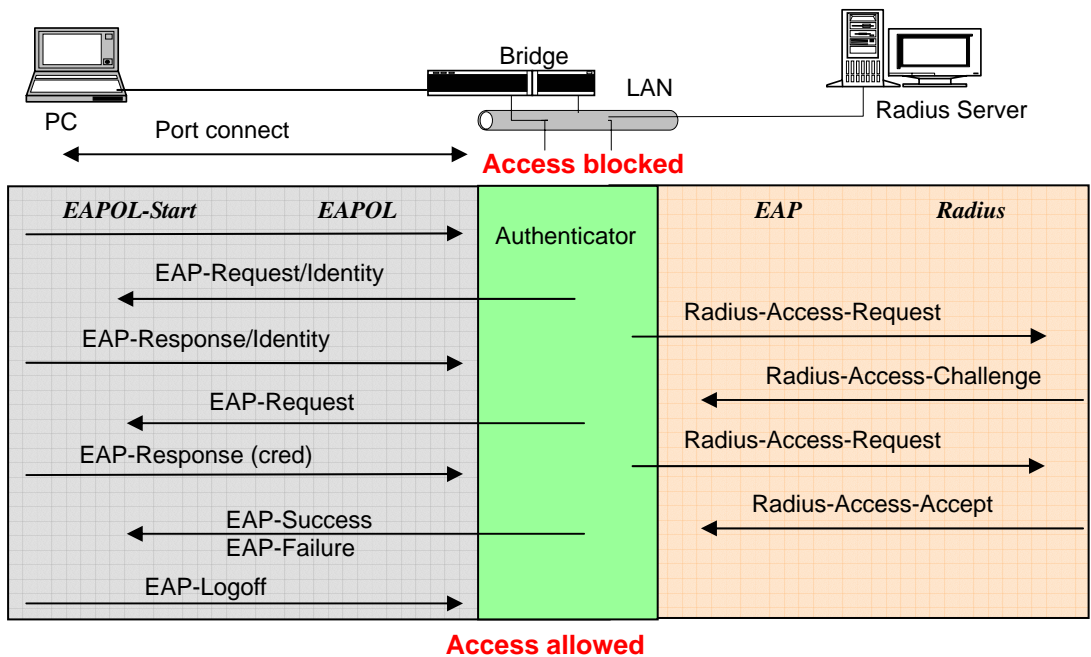 Bridge
LAN
PC
Radius Server
Port connect
Access blocked
EAPOL-Start EAPOL
EAP Radius
Authenticator
EAP-Request/Identity
Radius-Access-Request
EAP-Response/Identity
Radius-Access-Challenge
EAP-Request
Radius-Access-Request
EAP-Response (cred)
Radius-Access-Accept
EAP-Success
EAP-Failure
EAP-Logoff
Access allowed